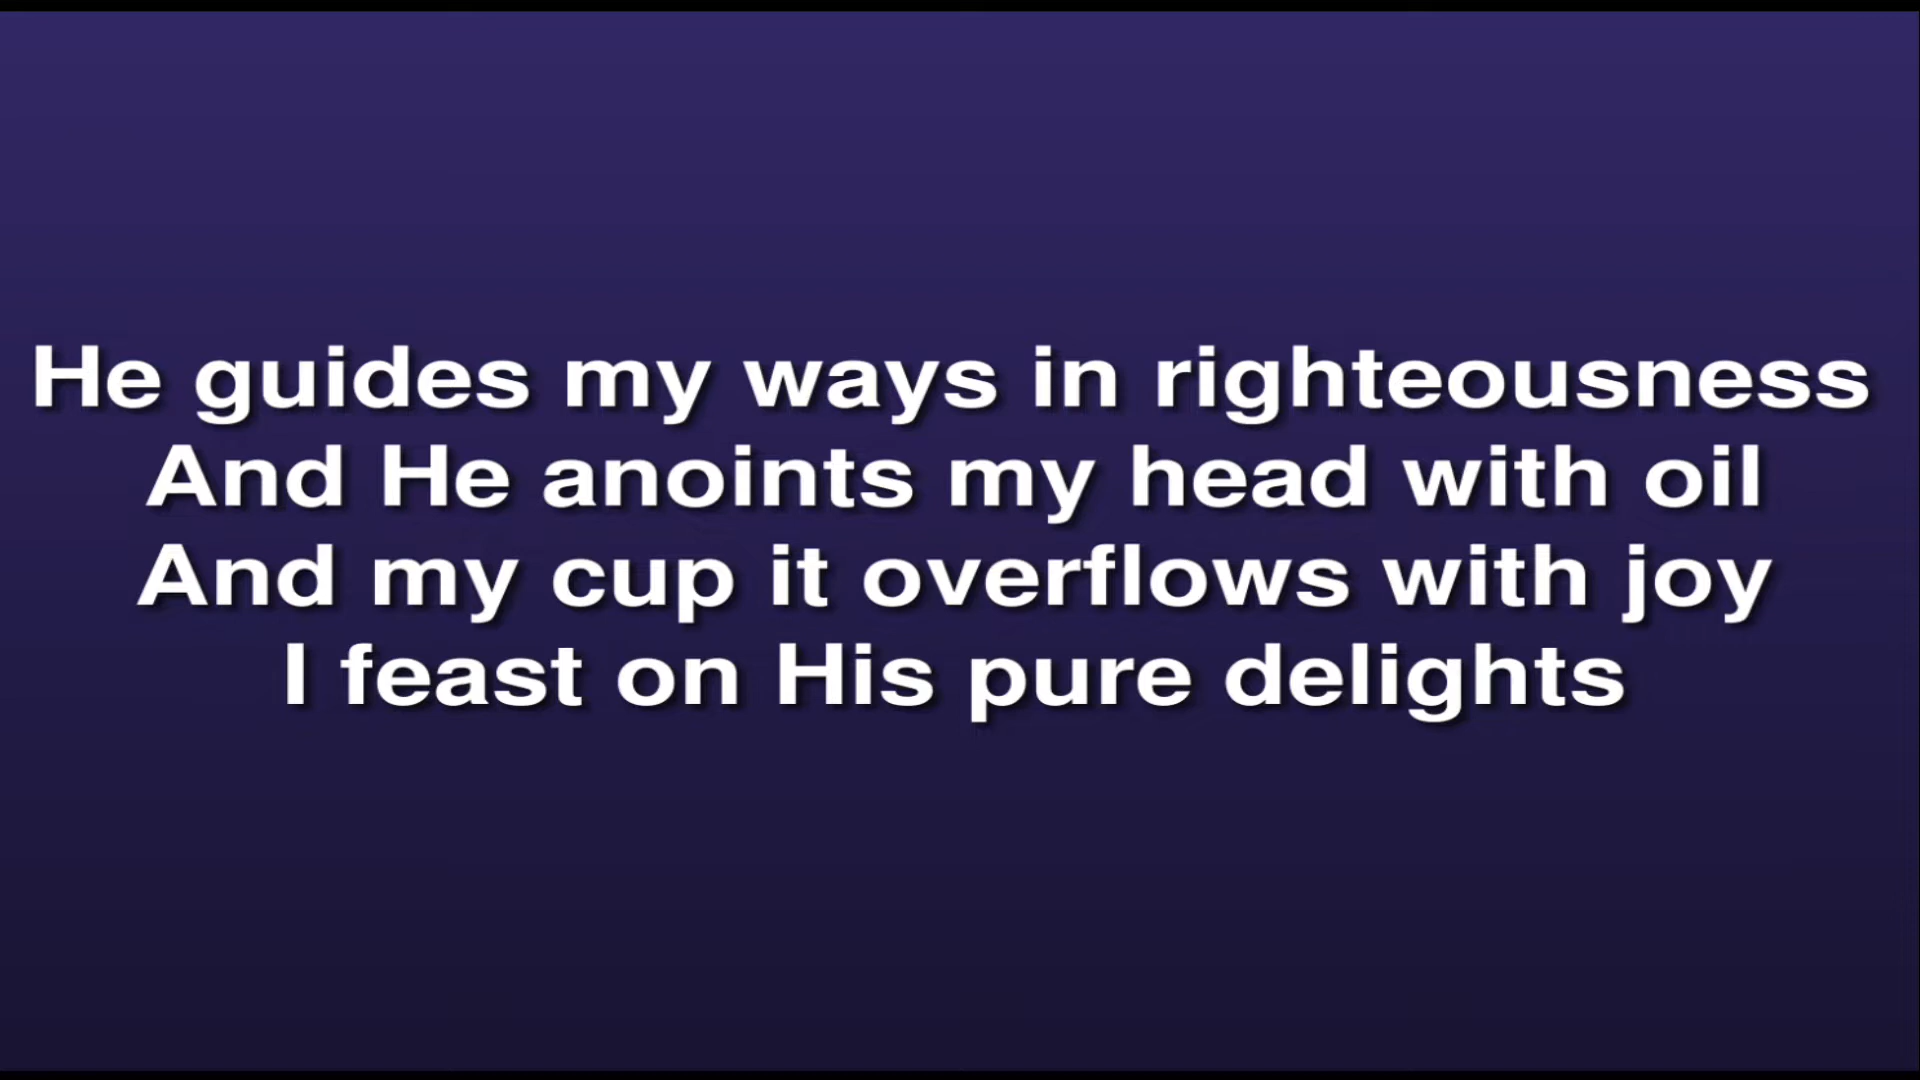 He guides my ways in righteousness
And He anoints my head with oil
And my cup it overflows with joy
I feast on His pure delights